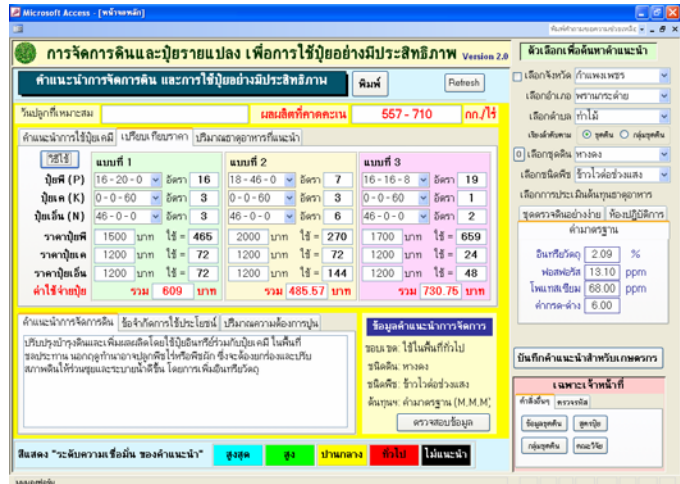 Microsoft Access - [หน้าจอหลัก]
การจัดการดินและปุ๋ยรายแปลง เพื่อการใช้ปุ๋ยอย่างมีประสิทธิภาพ Version 2.0
คำแนะนำการจัดการดิน และการใช้ปุ๋ยอย่างมีประสิทธิภาพ
พิมพ์
Refresh
วันปลูกที่เหมาะสม
ผลผลิตที่คาดคะเน 557 - 710 กก./ไร่
คำแนะนำการใช้ปุ๋ยเคมี เปรียบเทียบราคา ปริมาณธาตุอาหารที่แนะนำ
วิธีใช้ แบบที่ 1 แบบที่ 2 แบบที่ 3
ปุ๋ยพี (P) 16-20-0 อัตรา 16 18-46-0 อัตรา 7 16-16-8 อัตรา 19
ปุ๋ยเค (K) 0-0-60 อัตรา 3 0-0-60 อัตรา 3 0-0-60 อัตรา 1
ปุ๋ยเอ็น (N) 46-0-0 อัตรา 3 46-0-0 อัตรา 6 46-0-0 อัตรา 2
ราคาปุ๋ยพี 1500 บาท ใช้ = 465 2000 บาท ใช้ = 270 1700 บาท ใช้ = 659
ราคาปุ๋ยเค 1200 บาท ใช้ = 72 1200 บาท ใช้ = 72 1200 บาท ใช้ = 24
ราคาปุ๋ยเอ็น 1200 บาท ใช้ = 72 1200 บาท ใช้ = 144 1200 บาท ใช้ = 48
ค่าใช้จ่ายปุ๋ย รวม 609 บาท รวม 485.57 บาท รวม 730.75 บาท
คำแนะนำการจัดการดิน ข้อจำกัดการใช้ประโยชน์ ปริมาณความต้องการปูน
ปรับปรุงบำรุงดินและเพิ่มผลผลิตโดยใช้ปุ๋ยอินทรีย์ร่วมกับปุ๋ยเคมี ในพื้นที่
ชลประทาน นอกฤดูทำนาอาจปลูกพืชไร่หรือพืชผัก ซึ่งจะต้องยกร่องและปรับ
สภาพดินให้ร่วนซุยและระบายน้ำดีขึ้น โดยการเพิ่มอินทรียวัตถุ
ข้อมูลคำแนะนำการจัดการ
ขอบเขต: ใช้ในพื้นที่ทั่วไป
ชนิดดิน: หางดง
ชนิดพืช: ข้าวไวต่อช่วงแสง
ต้นทุนฯ: ค่ามาตรฐาน (M,M,M)
ตรวจสอบข้อมูล
สีแสดง "ระดับความเชื่อมั่น ของคำแนะนำ" สูงสุด สูง ปานกลาง ทั่วไป ไม่แนะนำ
ตัวเลือกเพื่อค้นหาคำแนะนำ
เลือกจังหวัด กำแพงเพชร
เลือกอำเภอ พรานกระต่าย
เลือกตำบล ท่าไม้
เรียงลำดับตาม ชุดดิน กลุ่มชุดดิน
0 เลือกชุดดิน หางดง
เลือกชนิดพืช ข้าวไวต่อช่วงแสง
เลือกการประเมินต้นทุนธาตุอาหาร
ชุดตรวจดินอย่างง่าย ห้องปฏิบัติการ
ค่ามาตรฐาน
อินทรียวัตถุ 2.09 %
ฟอสฟอรัส 13.10 ppm
โพแทสเซียม 68.00 ppm
ค่ากรด-ด่าง 6.00
บันทึกคำแนะนำสำหรับเกษตรกร
เฉพาะเจ้าหน้าที่
คำสั่งอื่นๆ ตรวจรหัส
ข้อมูลชุดดิน สูตรปุ๋ย
กลุ่มชุดดิน คณะวิจัย